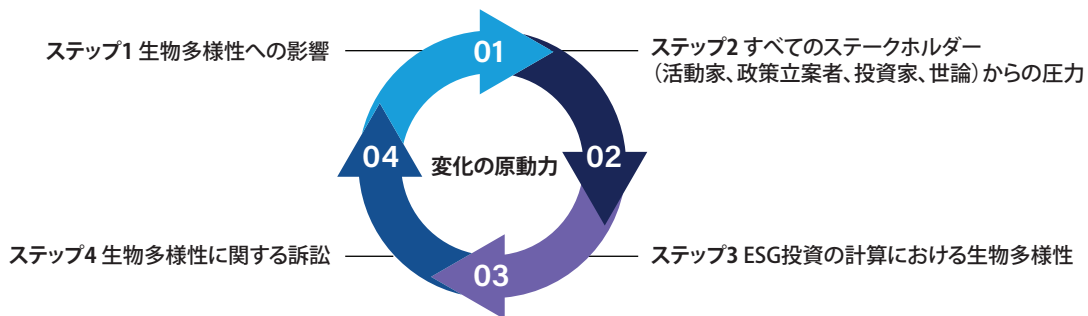 ステップ1 生物多様性への影響
01
ステップ2 すべてのステークホルダー
（活動家、政策立案者、投資家、世論）からの圧力
04
変化の原動力
02
ステップ4 生物多様性に関する訴訟
03
ステップ3 ESG投資の計算における生物多様性